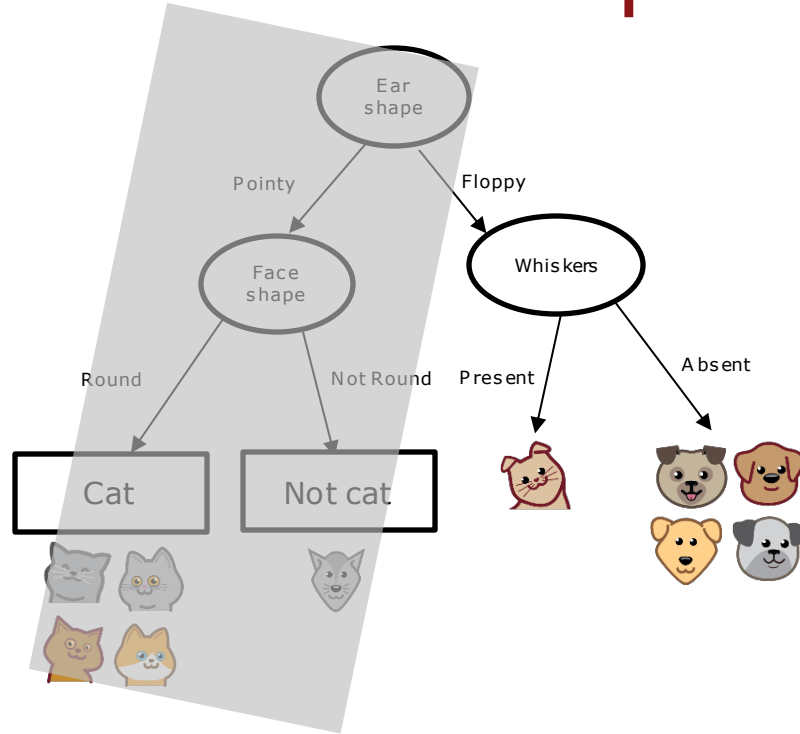 Ear
shape
Pointy
Floppy
Face
shape
Whiskers
Round
Not Round
Present
Absent
Cat
Not cat